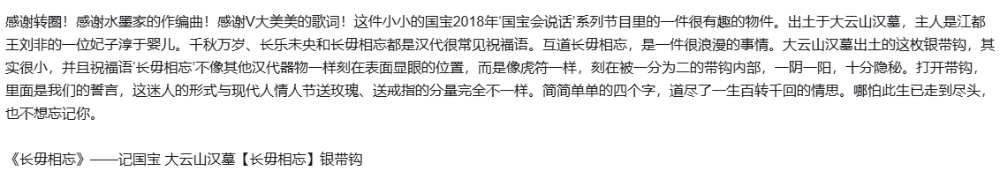 感谢转圈！感谢水墨家的作编曲！感谢V大美美的歌词！这件小小的国宝2018年‘国宝会说话’系列节目里的一件很有趣的物件。出土于大云山汉墓，主人是江都
王刘非的一位妃子淳于婴儿。千秋万岁、长乐未央和长毋相忘都是汉代很常见祝福语。互道长毋相忘，是一件很浪漫的事情。大云山汉墓出土的这枚银带钩，其
实很小，并且祝福语‘长毋相忘’不像其他汉代器物一样刻在表面显眼的位置，而是像虎符一样，刻在被一分为二的带钩内部，一阴一阳，十分隐秘。打开带钩，
里面是我们的誓言，这迷人的形式与现代人情人节送玫瑰、送戒指的分量完全不一样。简简单单的四个字，道尽了一生百转千回的情思。哪怕此生已走到尽头，
也不想忘记你。
《长毋相忘》——记国宝 大云山汉墓【长毋相忘】银带钩